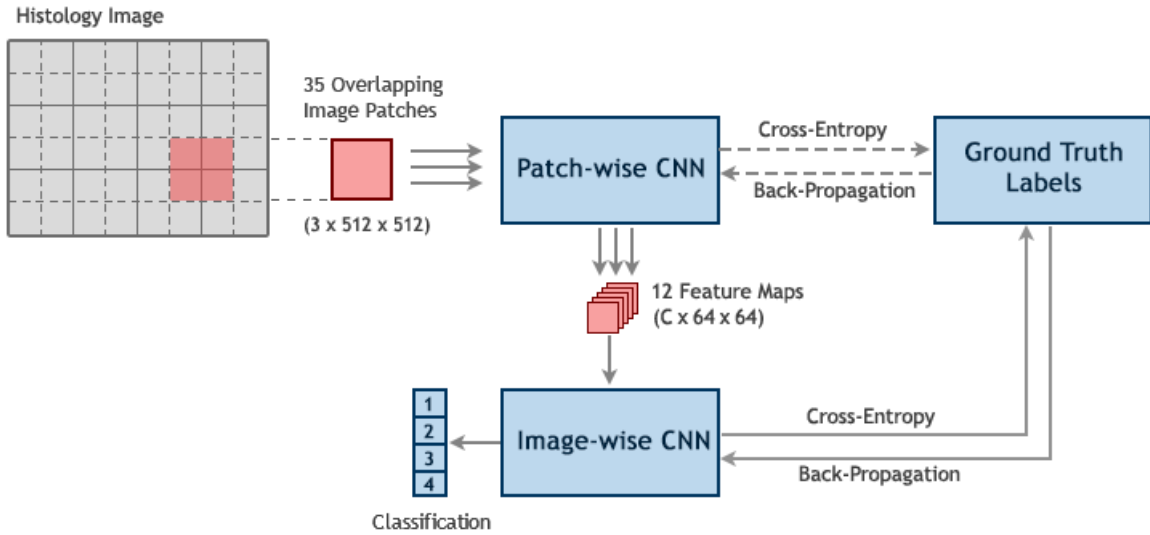 Histology Image
35 Overlapping
Image Patches
(3 x 512 x 512)
Patch-wise CNN
Cross-Entropy
Back-Propagation
Ground Truth
Labels
12 Feature Maps
(C x 64 x 64)
1
2
3
4
Classification
Image-wise CNN
Cross-Entropy
Back-Propagation